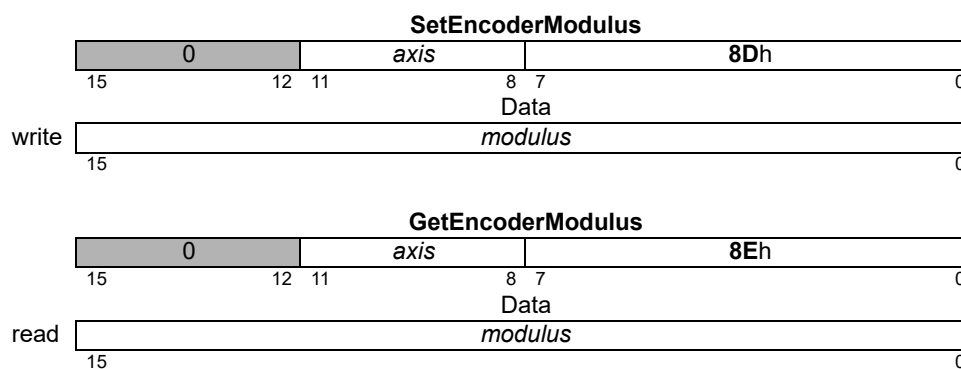 SetEncoderModulus
0 axis 8Dh
15 12 11 8 7 0
Data
write modulus
15 0
GetEncoderModulus
0 axis 8Eh
15 12 11 8 7 0
Data
read modulus
15 0